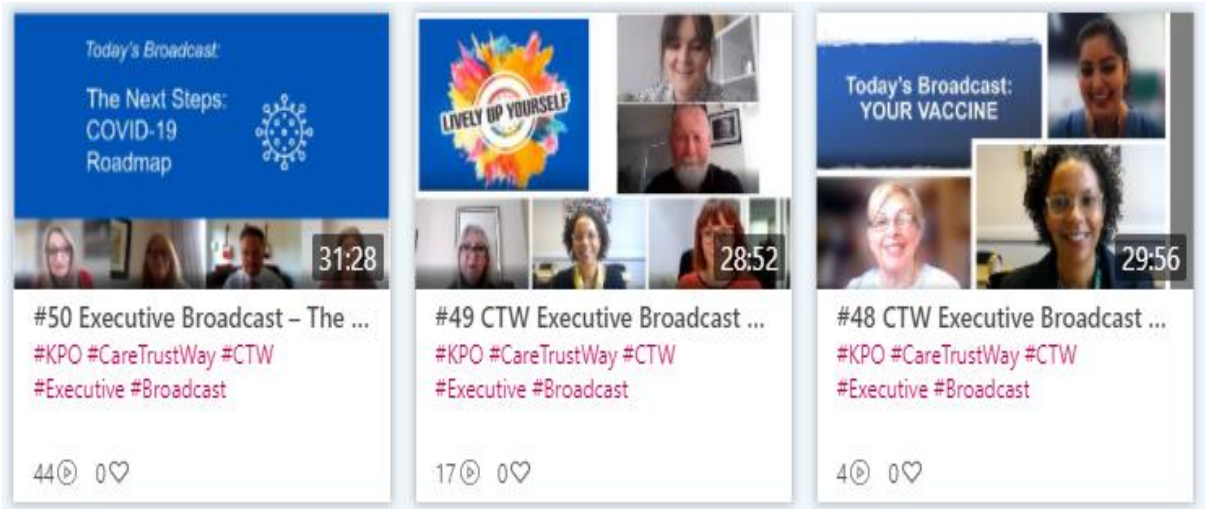 Today's Broadcast:
The Next Steps:
COVID-19
Roadmap
31:28
#50 Executive Broadcast – The ...
#KPO #CareTrustWay #CTW
#Executive #Broadcast
44 0
LIVELY UP YOURSELF
28:52
#49 CTW Executive Broadcast ...
#KPO #CareTrustWay #CTW
#Executive #Broadcast
17 0
Today's Broadcast:
YOUR VACCINE
29:56
#48 CTW Executive Broadcast ...
#KPO #CareTrustWay #CTW
#Executive #Broadcast
4 0